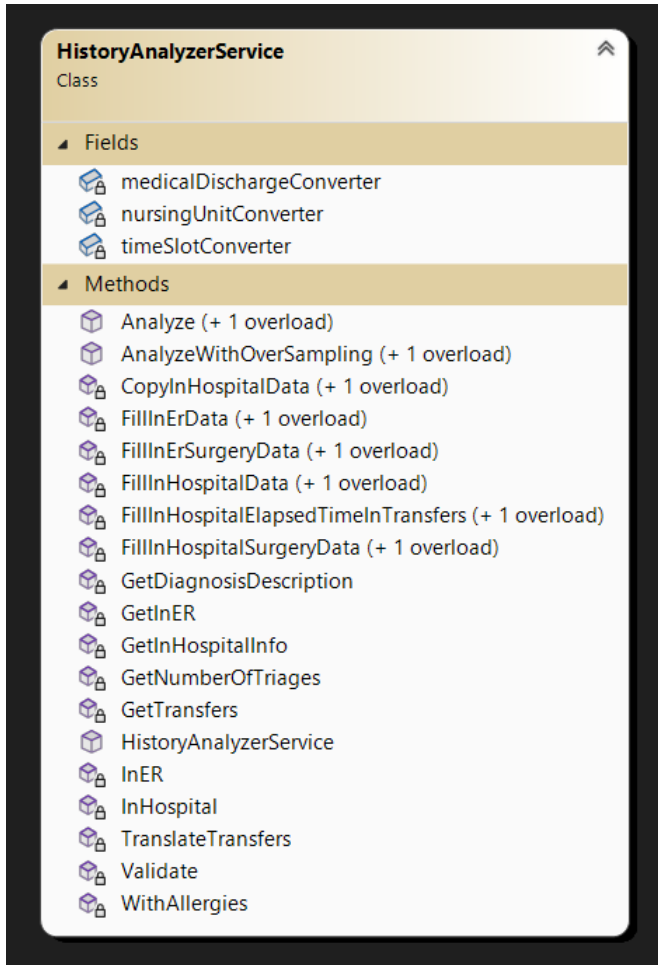 HistoryAnalyzerService
Class
Fields
medicalDischargeConverter
nursingUnitConverter
timeSlotConverter
Methods
Analyze (+ 1 overload)
AnalyzeWithOverSampling (+ 1 overload)
CopyInHospitalData (+ 1 overload)
FillInErData (+ 1 overload)
FillInErSurgeryData (+ 1 overload)
FillInHospitalData (+ 1 overload)
FillInHospitalElapsedTimeInTransfers (+ 1 overload)
FillInHospitalSurgeryData (+ 1 overload)
GetDiagnosisDescription
GetInER
GetInHospitalInfo
GetNumberOfTriages
GetTransfers
HistoryAnalyzerService
InER
InHospital
TranslateTransfers
Validate
WithAllergies